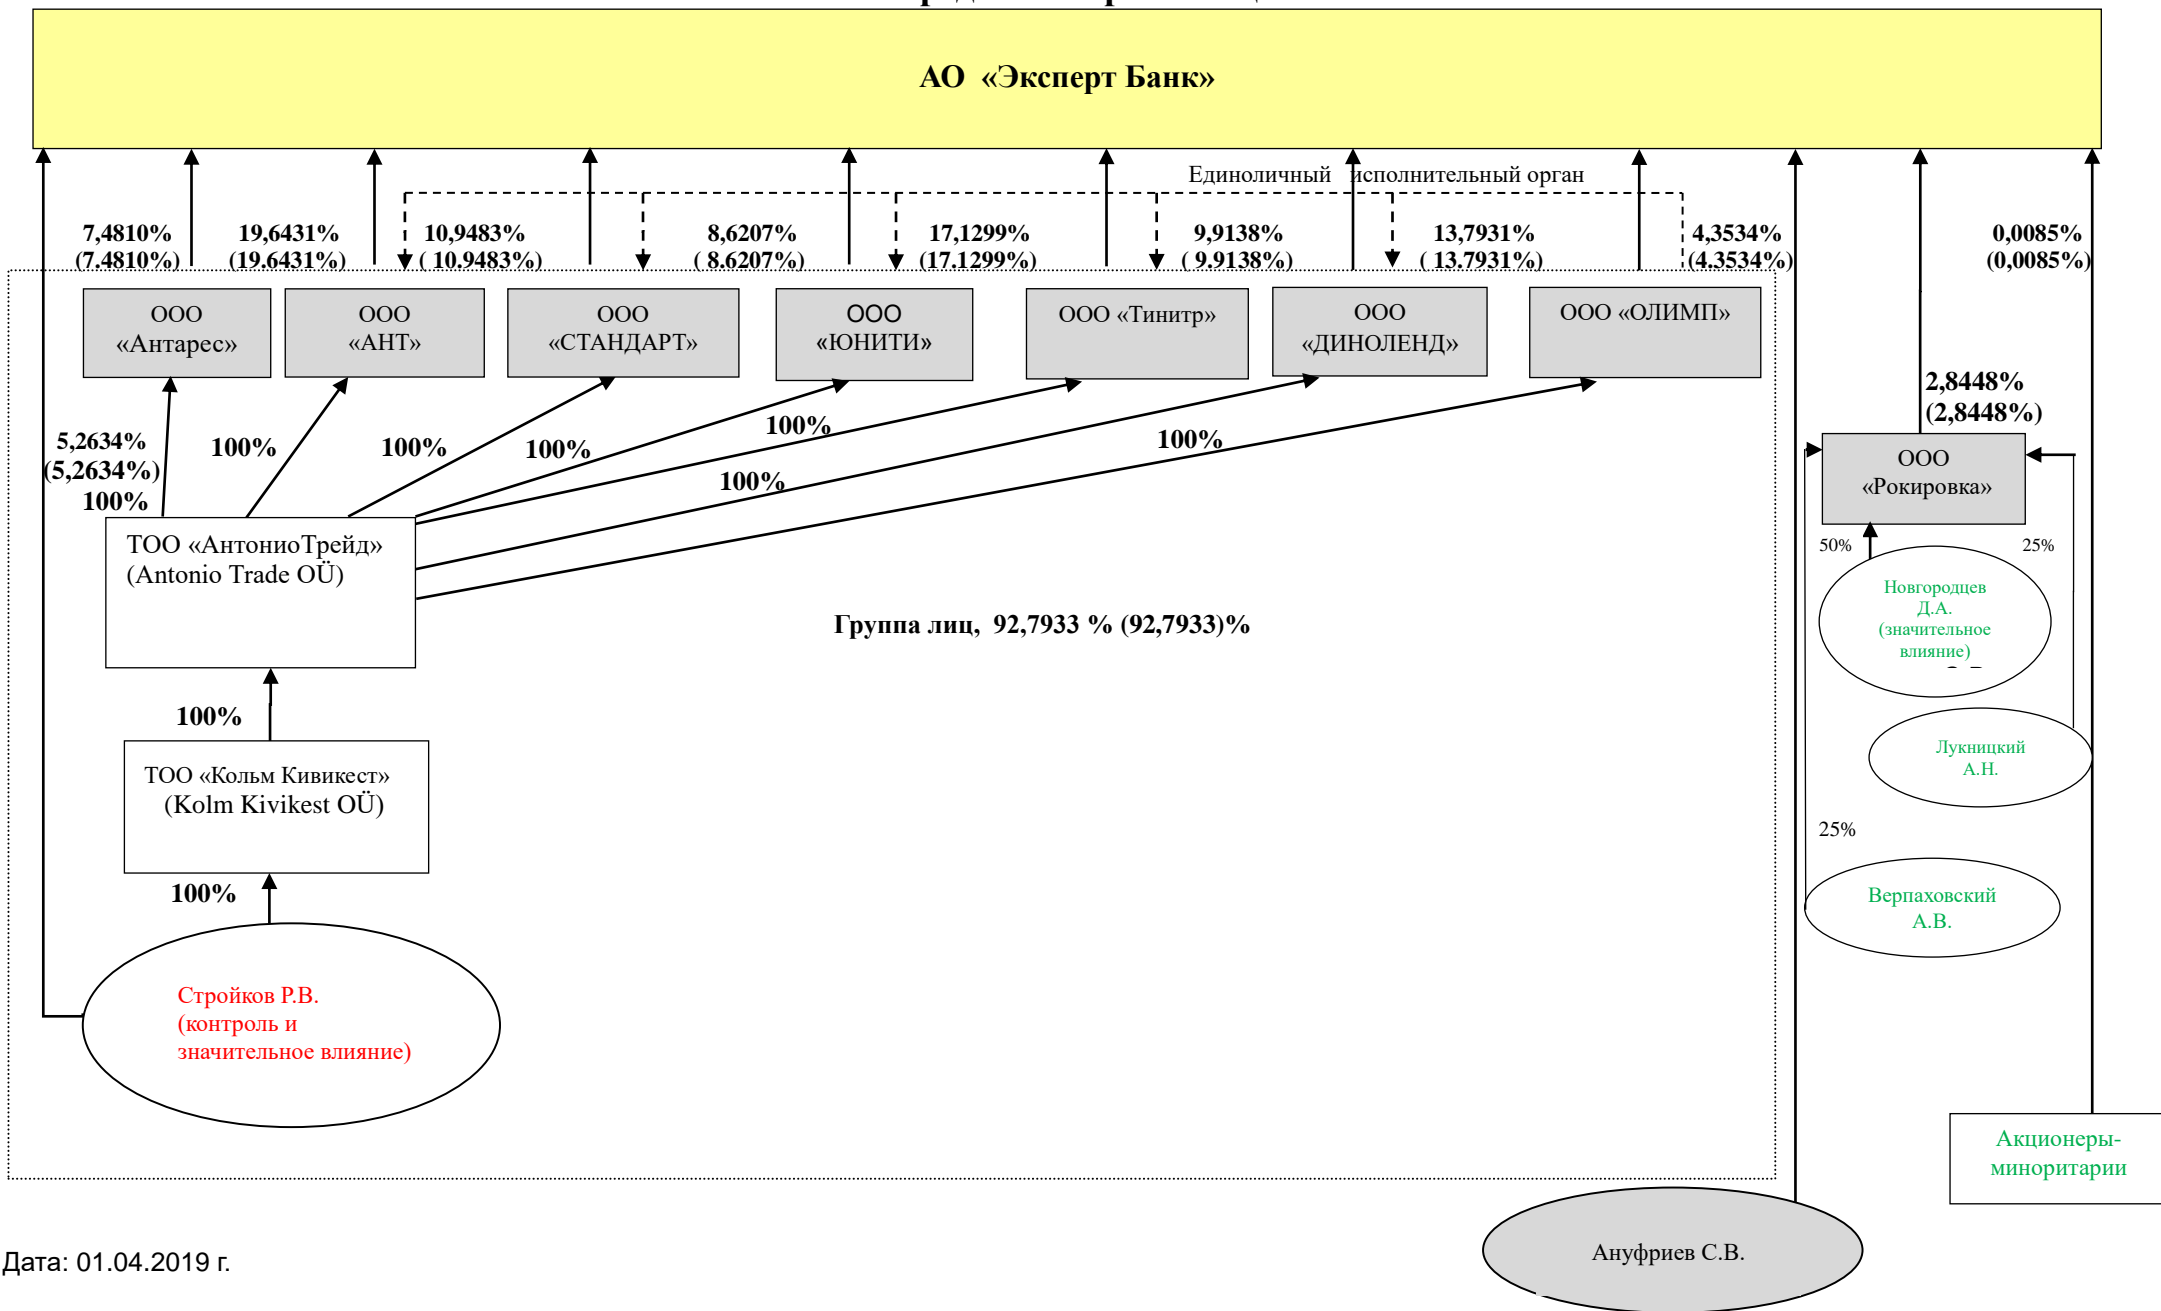 АО «Эксперт Банк»
Единоличный исполнительный орган
7,4810%
(7.4810%)
19,6431%
(19.6431%)
10,9483%
( 10.9483%)
8,6207%
( 8.6207%)
17,1299%
(17.1299%)
9,9138%
( 9.9138%)
13,7931%
( 13.7931%)
4,3534%
(4.3534%)
0,0085%
(0,0085%)
ООО
«Антарес»
ООО
«АНТ»
ООО
«СТАНДАРТ»
ООО
«ЮНИТИ»
ООО «Тинитр»
ООО
«ДИНОЛЕНД»
ООО «ОЛИМП»
2,8448%
(2,8448%)
5,2634%
(5,2634%)
100%
100%
100%
100%
100%
100%
100%
ООО
«Рокировка»
50%
25%
ТОО «АнтониоТрейд»
(Antonio Trade OÜ)
Новгородцев
Д.А.
(значительное
влияние)
Группа лиц, 92,7933 % (92,7933)%
100%
Лукницкий
А.Н.
ТОО «Кольм Кивикест»
(Kolm Kivikest OÜ)
25%
100%
Верпаховский
А.В.
Стройков Р.В.
(контроль и
значительное влияние)
Акционеры-
миноритарии
Ануфриев С.В.
Дата: 01.04.2019 г.